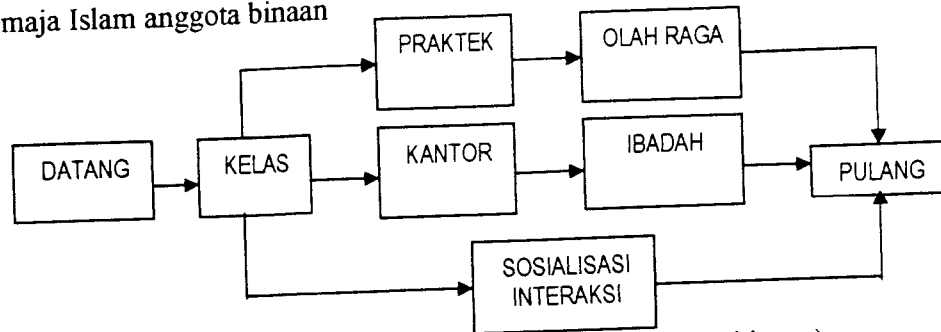 maja Islam anggota binaan
PRAKTEK
OLAH RAGA
DATANG
KELAS
KANTOR
IBADAH
PULANG
SOSIALISASI
INTERAKSI